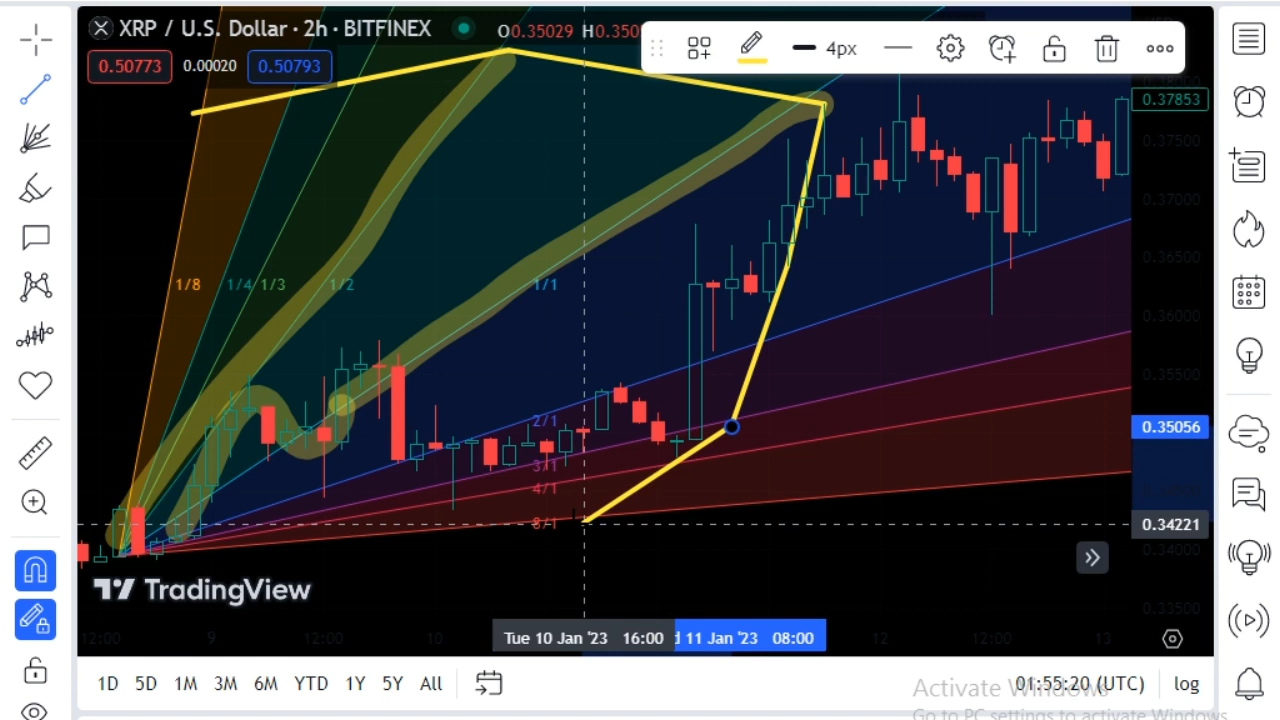 XRP / U.S. Dollar · 2h · BITFINEX
O0.35029 H0.350
0.50773 0.00020 0.50793
4px
0.37853
0.37500
0.37000
0.36500
0.36000
0.35500
0.35056
0.34221
0.34000
0.33500
1/8 1/4 1/3 1/2 1/1
2/1
3/1
4/1
8/1
TradingView
12:00 9 12:00 10 12 12:00 13
Tue 10 Jan '23 16:00 11 Jan '23 08:00
1D 5D 1M 3M 6M YTD 1Y 5Y All 01:55:20 (UTC) log
Activate Windows
Go to PC settings to activate Windows.